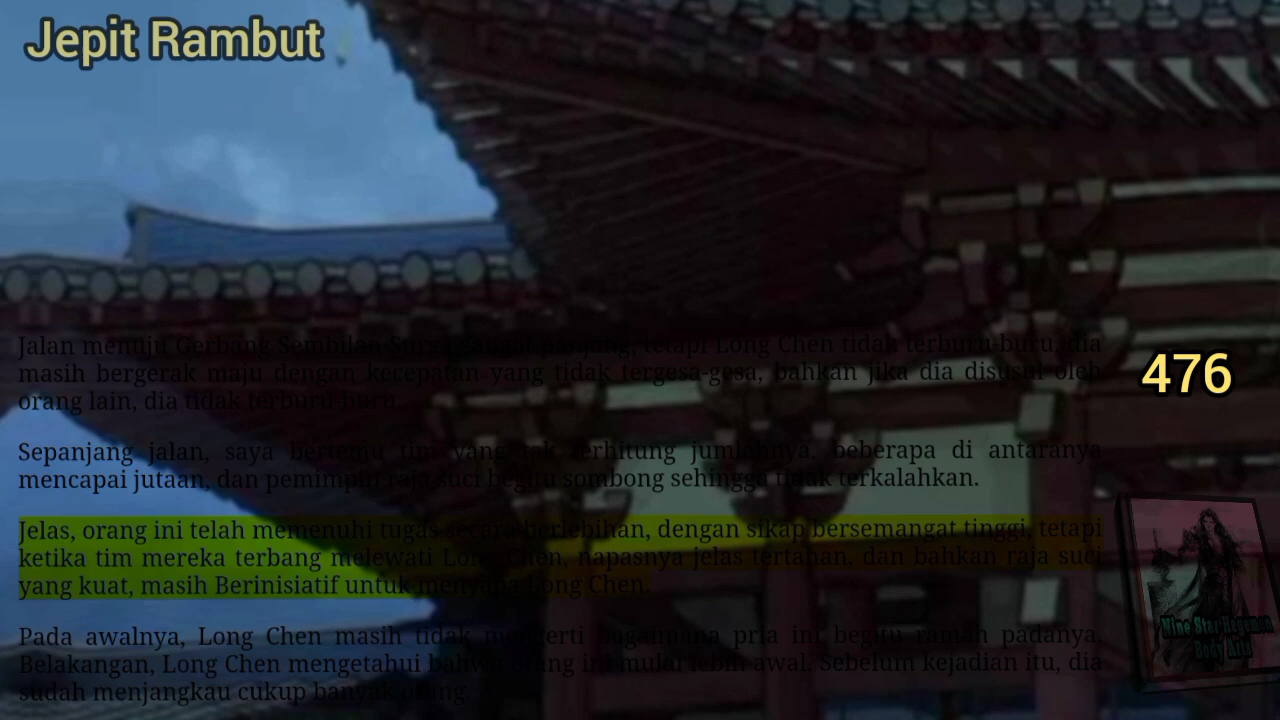 Jepit Rambut
Jalan menuju Gerbang Sembilan Surga sangat panjang, tetapi Long Chen tidak terburu-buru, dia
masih bergerak maju dengan kecepatan yang tidak tergesa-gesa, bahkan jika dia disusul oleh
orang lain, dia tidak terburu-buru.
476
Sepanjang jalan, saya bertemu tim yang tak terhitung jumlahnya, beberapa di antaranya
mencapai jutaan, dan pemimpin raja suci begitu sombong sehingga tidak terkalahkan.
Jelas, orang ini telah memenuhi tugas secara berlebihan, dengan sikap bersemangat tinggi, tetapi
ketika tim mereka terbang melewati Long Chen, napasnya jelas tertahan, dan bahkan raja suci
yang kuat, masih Berinisiatif untuk menyapa Long Chen.
Pada awalnya, Long Chen masih tidak mengerti bagaimana pria ini begitu ramah padanya.
Belakangan, Long Chen mengetahui bahwa orang ini mulai lebih awal. Sebelum kejadian itu, dia
sudah menjangkau cukup banyak orang.
Nine Star Hegemon
Body Arts